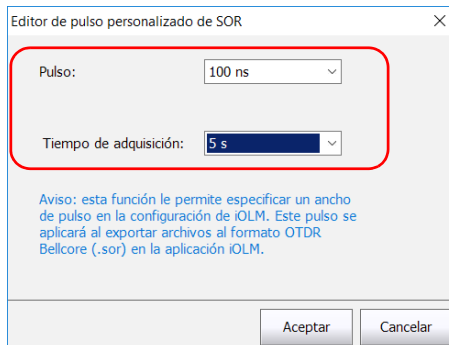 Editor de pulso personalizado de SOR
Pulso: 100 ns
Tiempo de adquisición: 5 s
Aviso: esta función le permite especificar un ancho
de pulso en la configuración de iOLM. Este pulso se
aplicará al exportar archivos al formato OTDR
Bellcore (.sor) en la aplicación iOLM.
Aceptar Cancelar